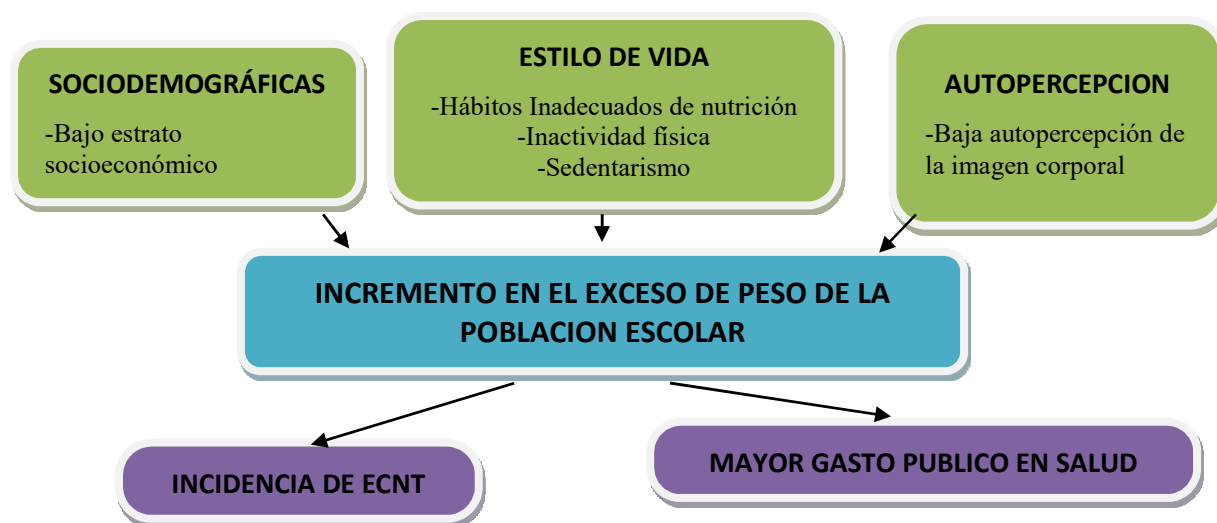 SOCIODEMOGRÁFICAS
-Bajo estrato
socioeconómico
ESTILO DE VIDA
-Hábitos Inadecuados de nutrición
-Inactividad física
-Sedentarismo
AUTOPERCEPCION
-Baja autopercepción de
la imagen corporal
INCREMENTO EN EL EXCESO DE PESO DE LA
POBLACION ESCOLAR
INCIDENCIA DE ECNT
MAYOR GASTO PUBLICO EN SALUD